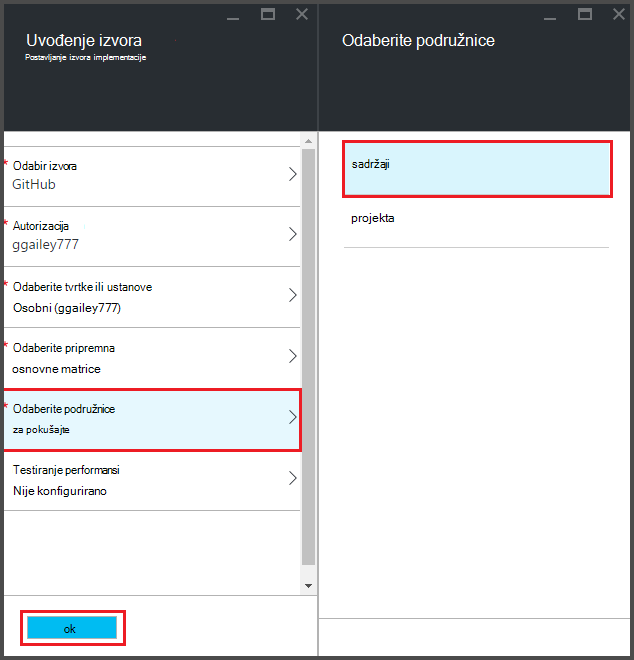 Uvođenje izvora
Postavljanje izvora implementacije
Odabir izvora
GitHub
Autorizacija
ggailey777
Odaberite tvrtke ili ustanove
Osobni (ggailey777)
Odaberite pripremna
osnovne matrice
Odaberite podružnice
za pokušajte
Testiranje performansi
Nije konfigurirano
ok
Odaberite podružnice
sadržaji
projekta